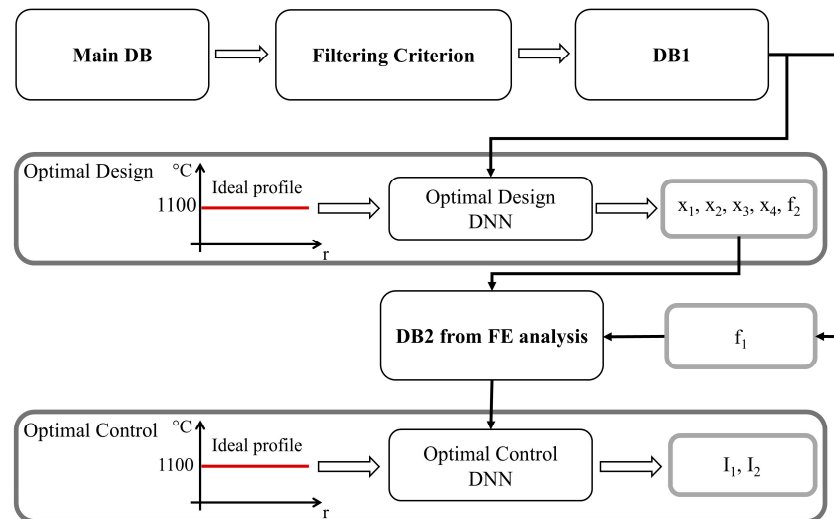 Main DB
Filtering Criterion
DB1
Optimal Design
°C
Ideal profile
1100
r
Optimal Design
DNN
x₁, x₂, x₃, x₄, f₂
DB2 from FE analysis
f₁
Optimal Control
°C
Ideal profile
1100
r
Optimal Control
DNN
I₁, I₂